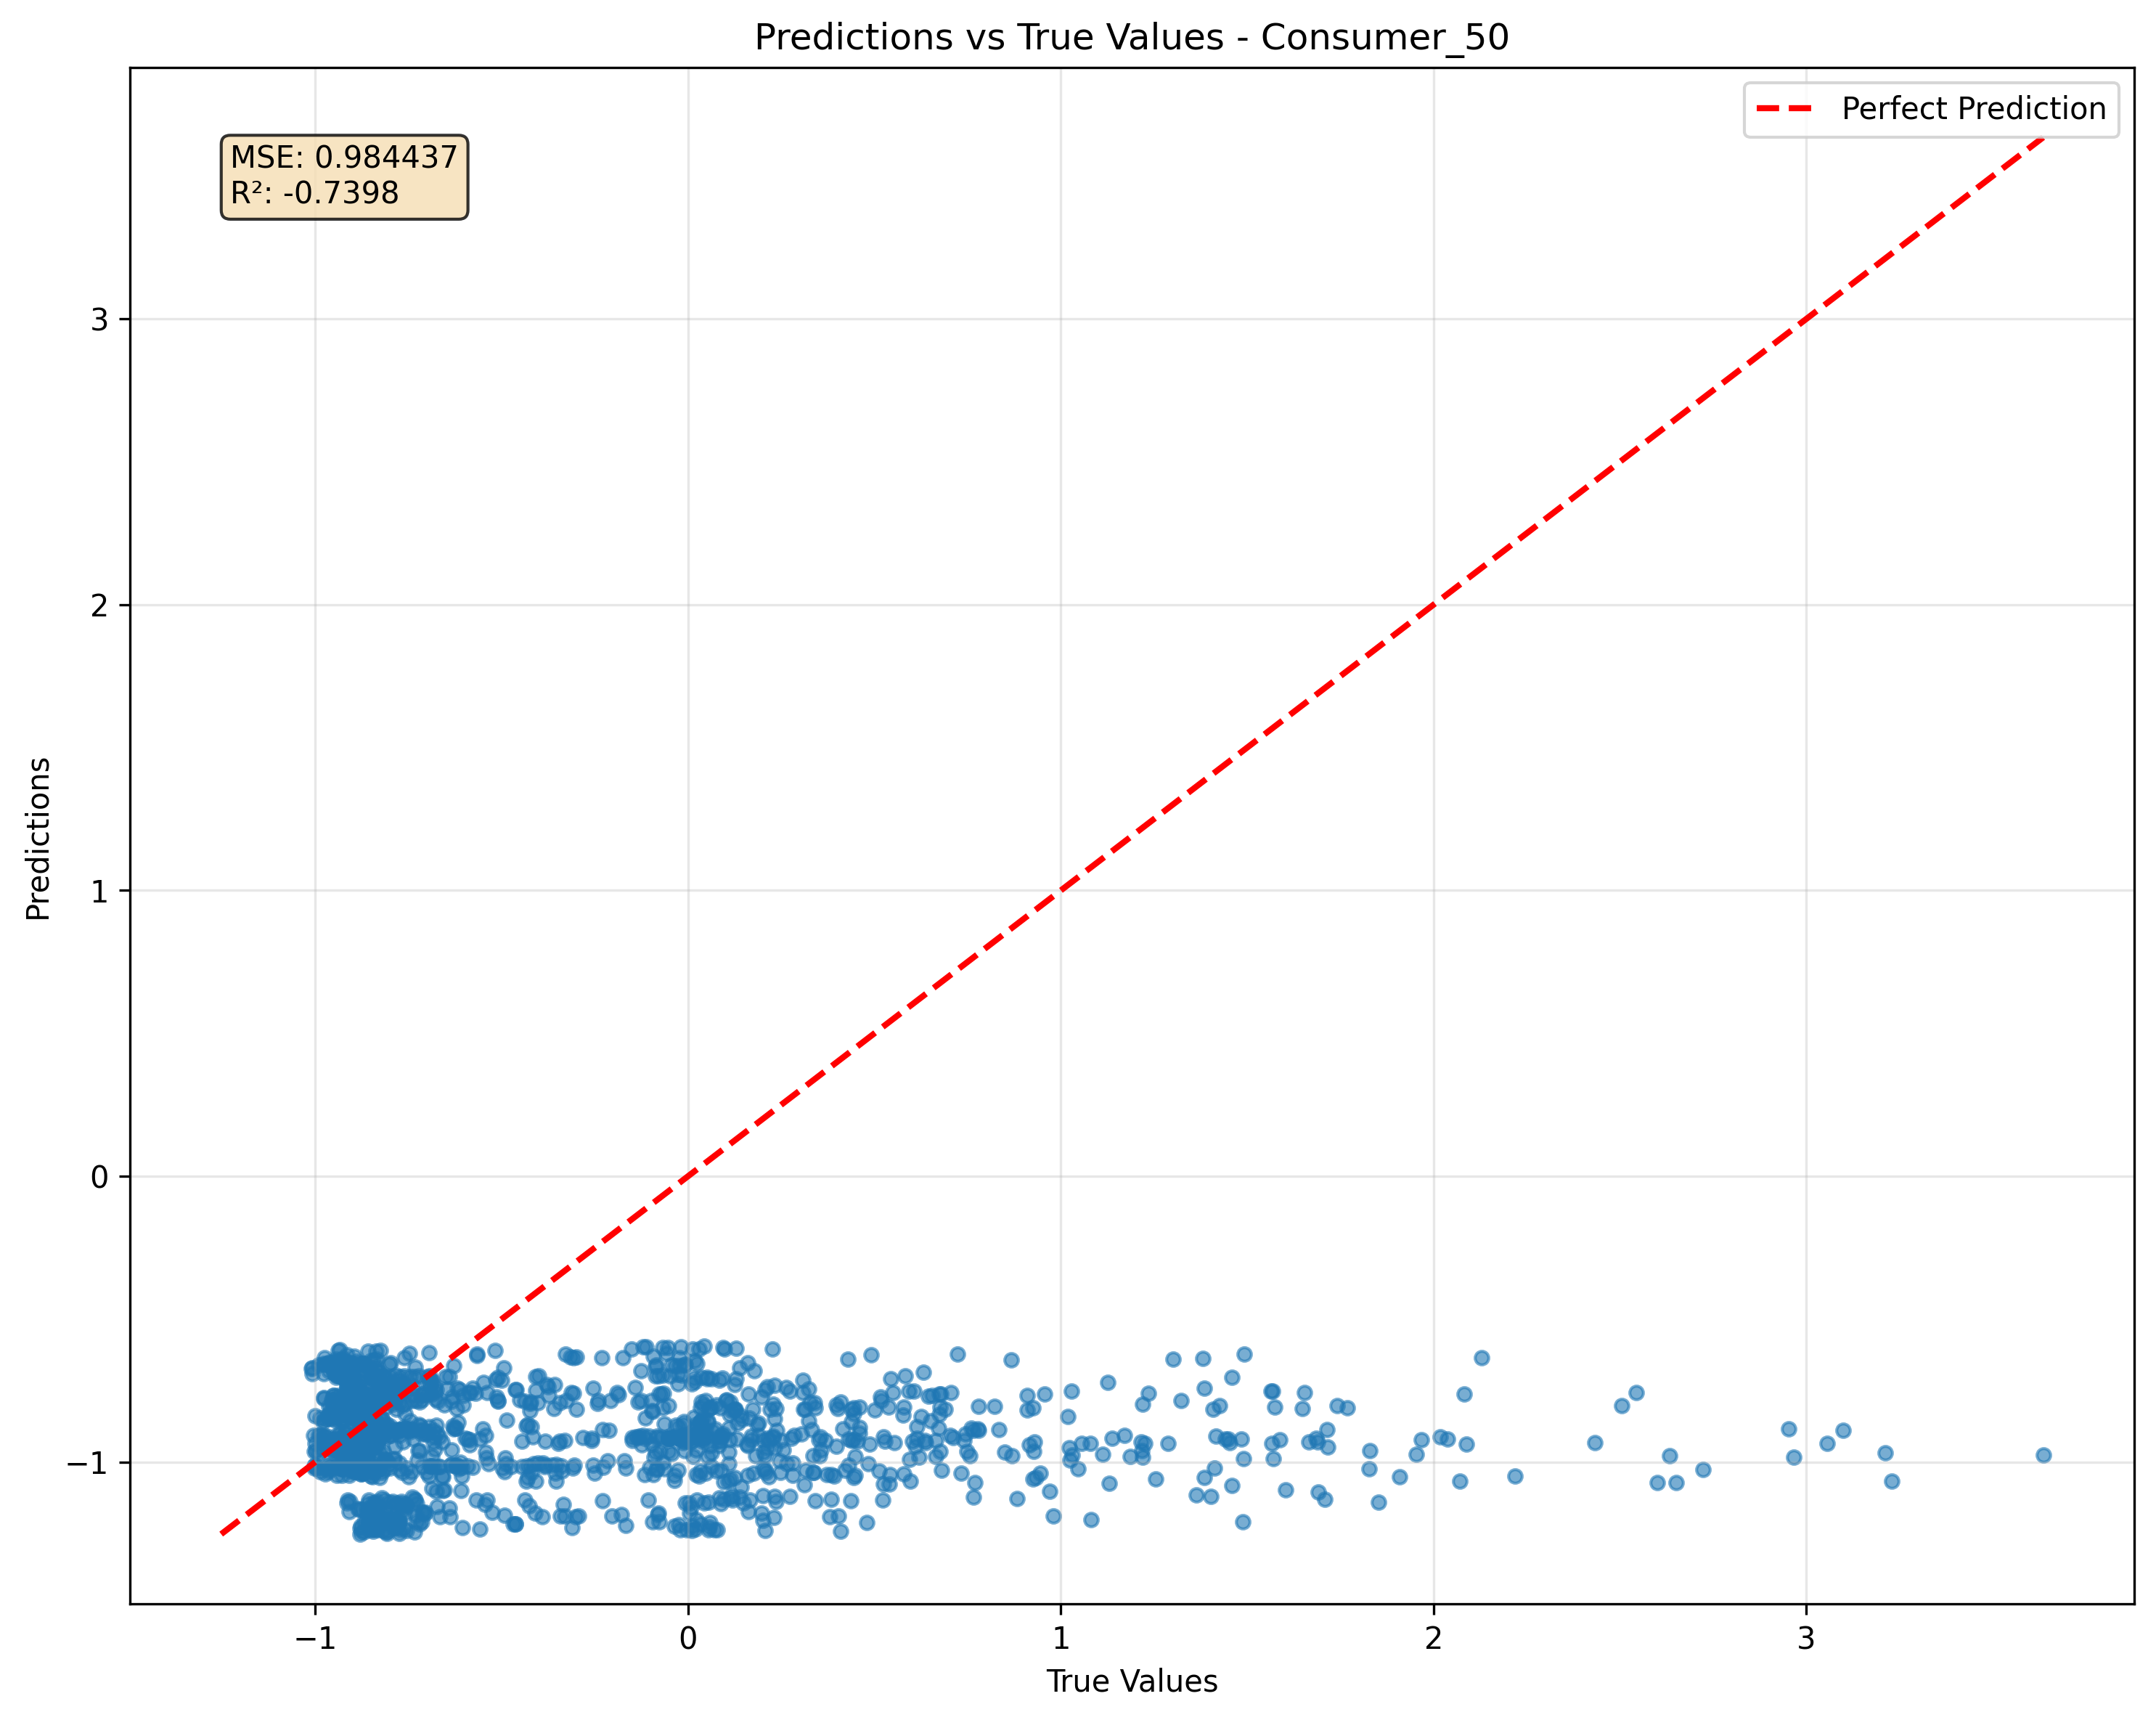 Predictions vs True Values - Consumer_50
Perfect Prediction
MSE: 0.984437
R²: -0.7398
3
2
1
0
−1
Predictions
−1 0 1 2 3
True Values